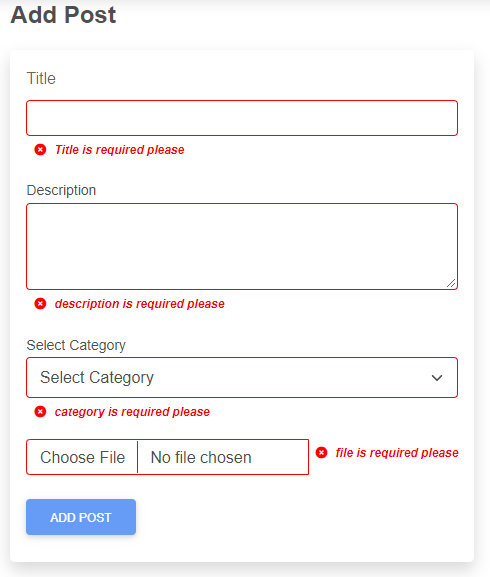 Add Post
Title
Title is required please
Description
description is required please
Select Category
Select Category
category is required please
Choose File No file chosen file is required please
ADD POST